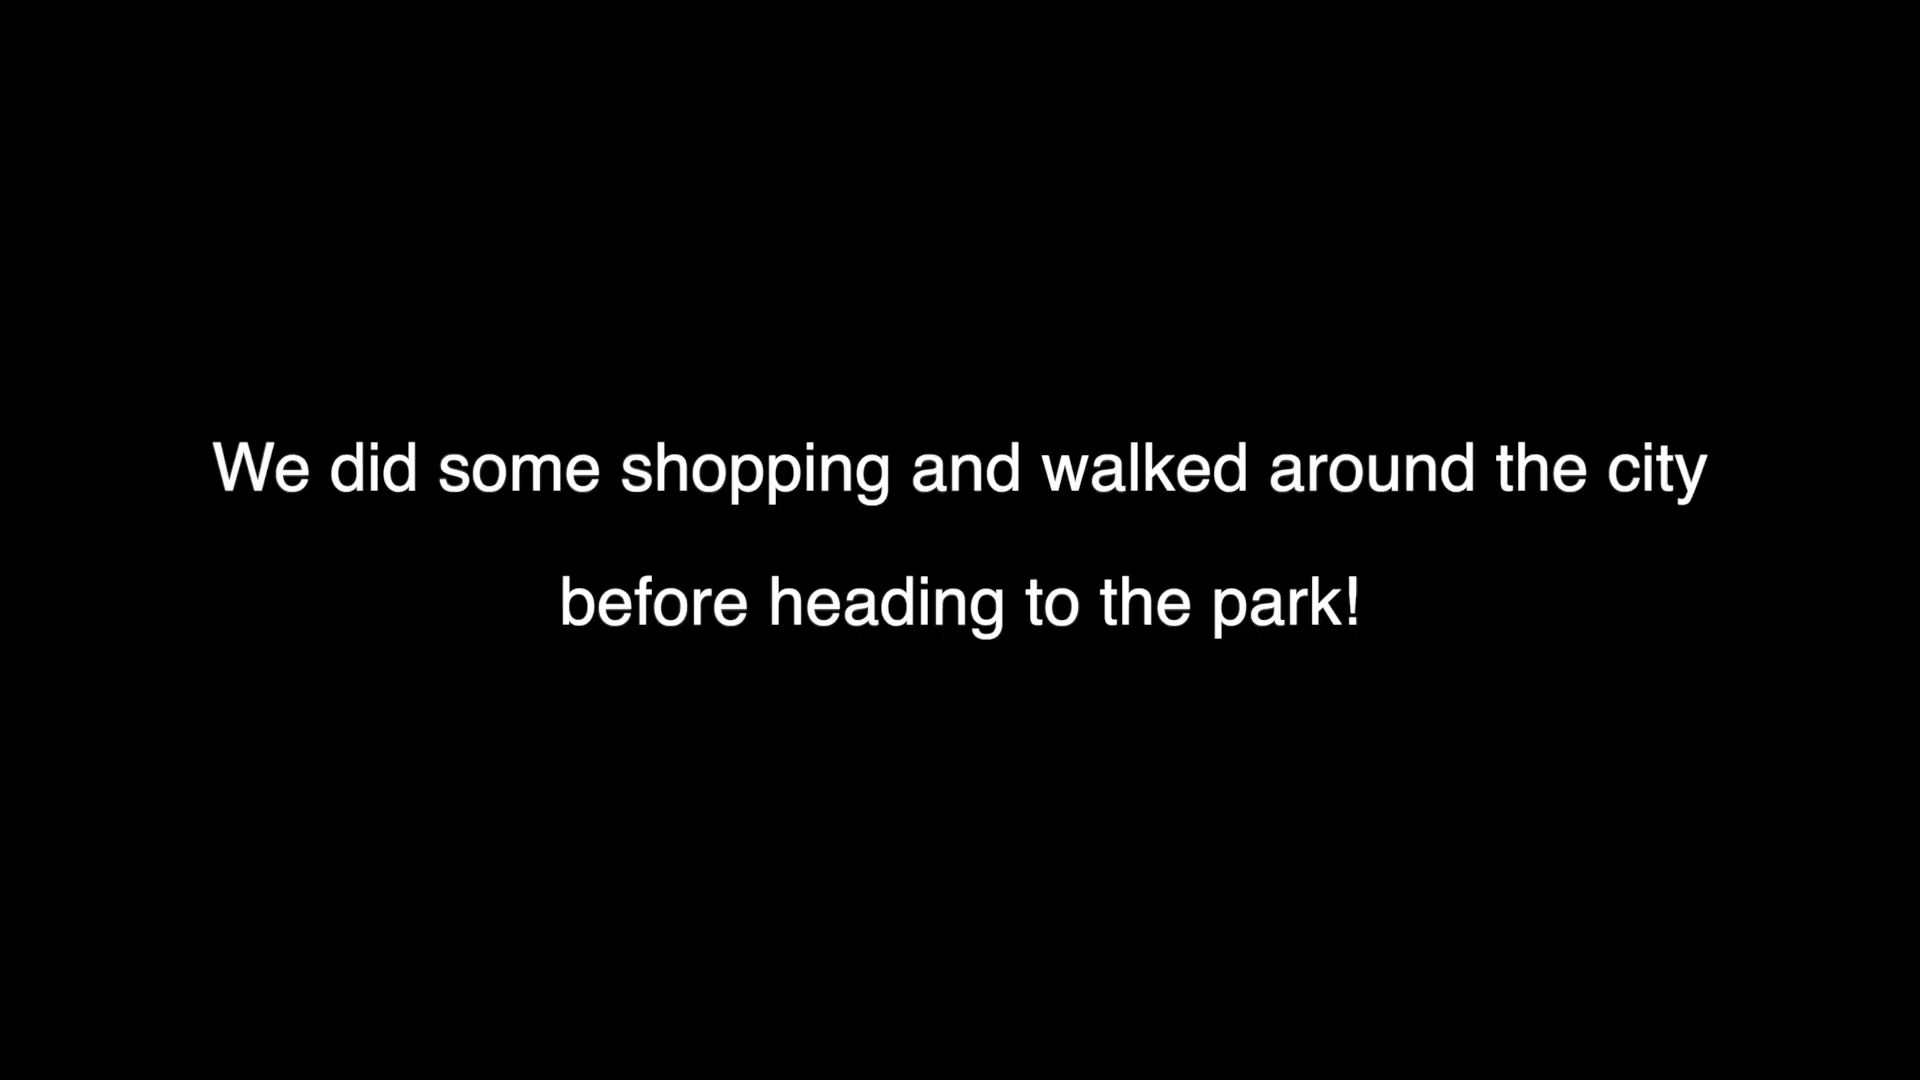 We did some shopping and walked around the city
before heading to the park!